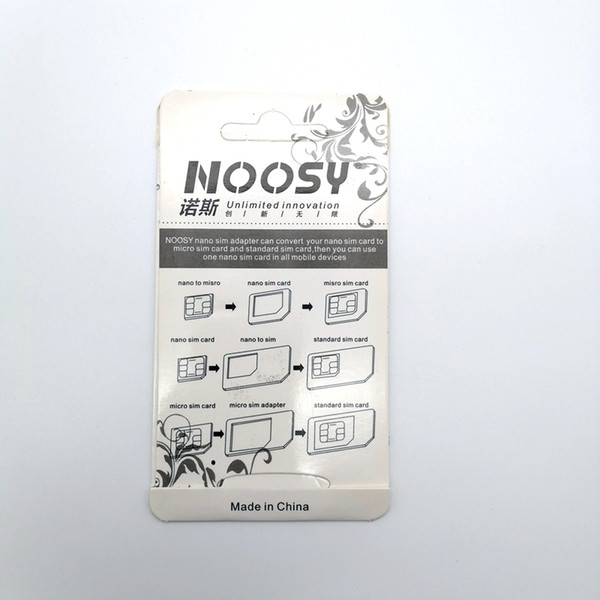 NOOSY
诺斯 Unlimited innovation
创 / 新 / 无 / 限
NOOSY nano sim adapter can convert your nano sim card to
micro sim card and standard sim card,then you can use
one nano sim card in all mobile devices
nano to misro nano sim card misro sim card
nano sim card nano to sim standard sim card
micro sim card micro sim adapter standard sim card
Made in China